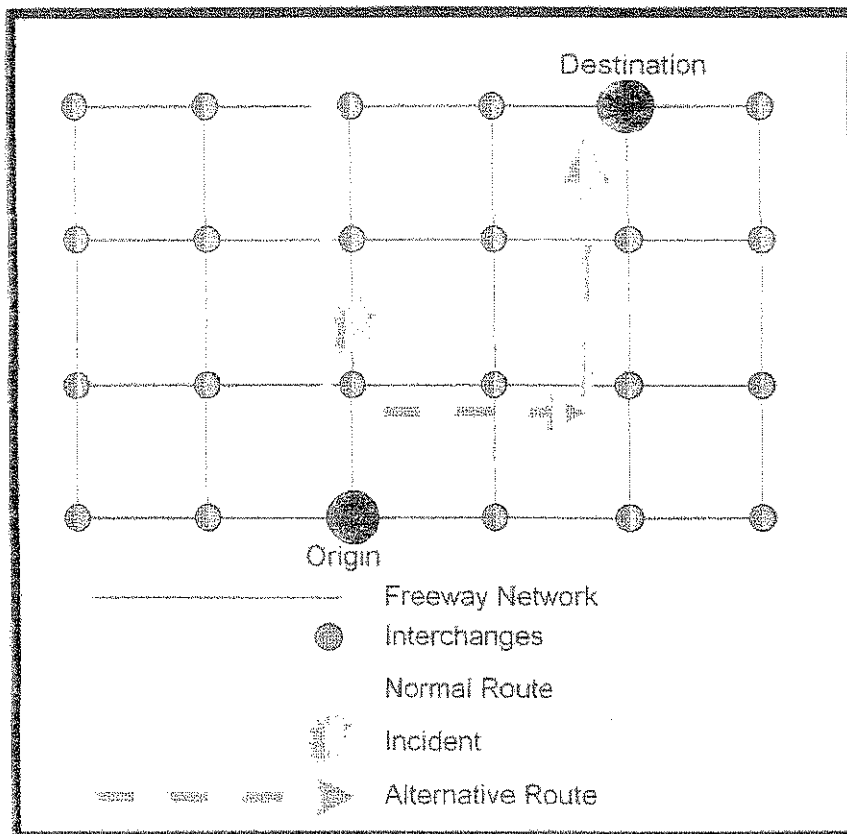 Destination
Origin
Freeway Network
Interchanges
Normal Route
Incident
Alternative Route